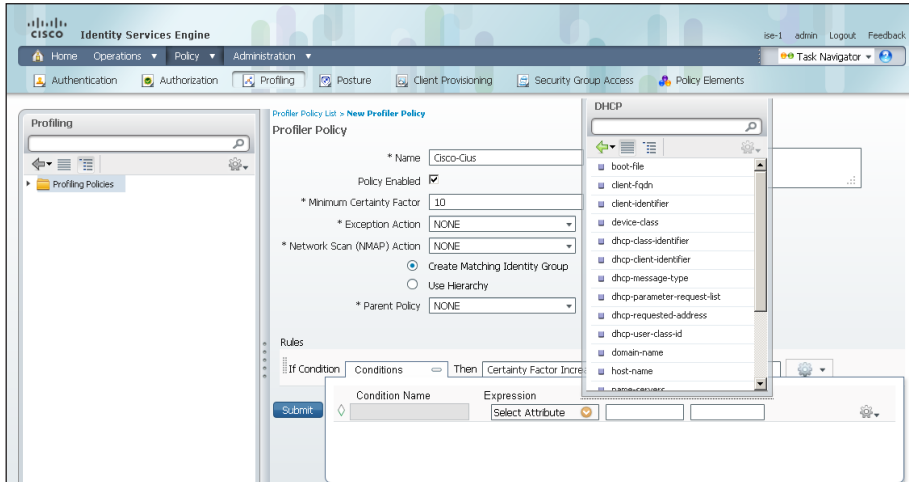 CISCO Identity Services Engine
ise-1 admin Logout Feedback
Home Operations Policy Administration
Task Navigator
Authentication Authorization Profiling Posture Client Provisioning Security Group Access Policy Elements
Profiling
Profiling Policies
Profiler Policy List > New Profiler Policy
Profiler Policy
* Name Cisco-Cius
Policy Enabled
* Minimum Certainty Factor 10
* Exception Action NONE
* Network Scan (NMAP) Action NONE
Create Matching Identity Group
Use Hierarchy
* Parent Policy NONE
DHCP
boot-file
client-fqdn
client-identifier
device-class
dhcp-class-identifier
dhcp-client-identifier
dhcp-message-type
dhcp-parameter-request-list
dhcp-requested-address
dhcp-user-class-id
domain-name
host-name
name-servers
Rules
If Condition Conditions Then Certainty Factor Incre
Condition Name Expression
Submit Select Attribute